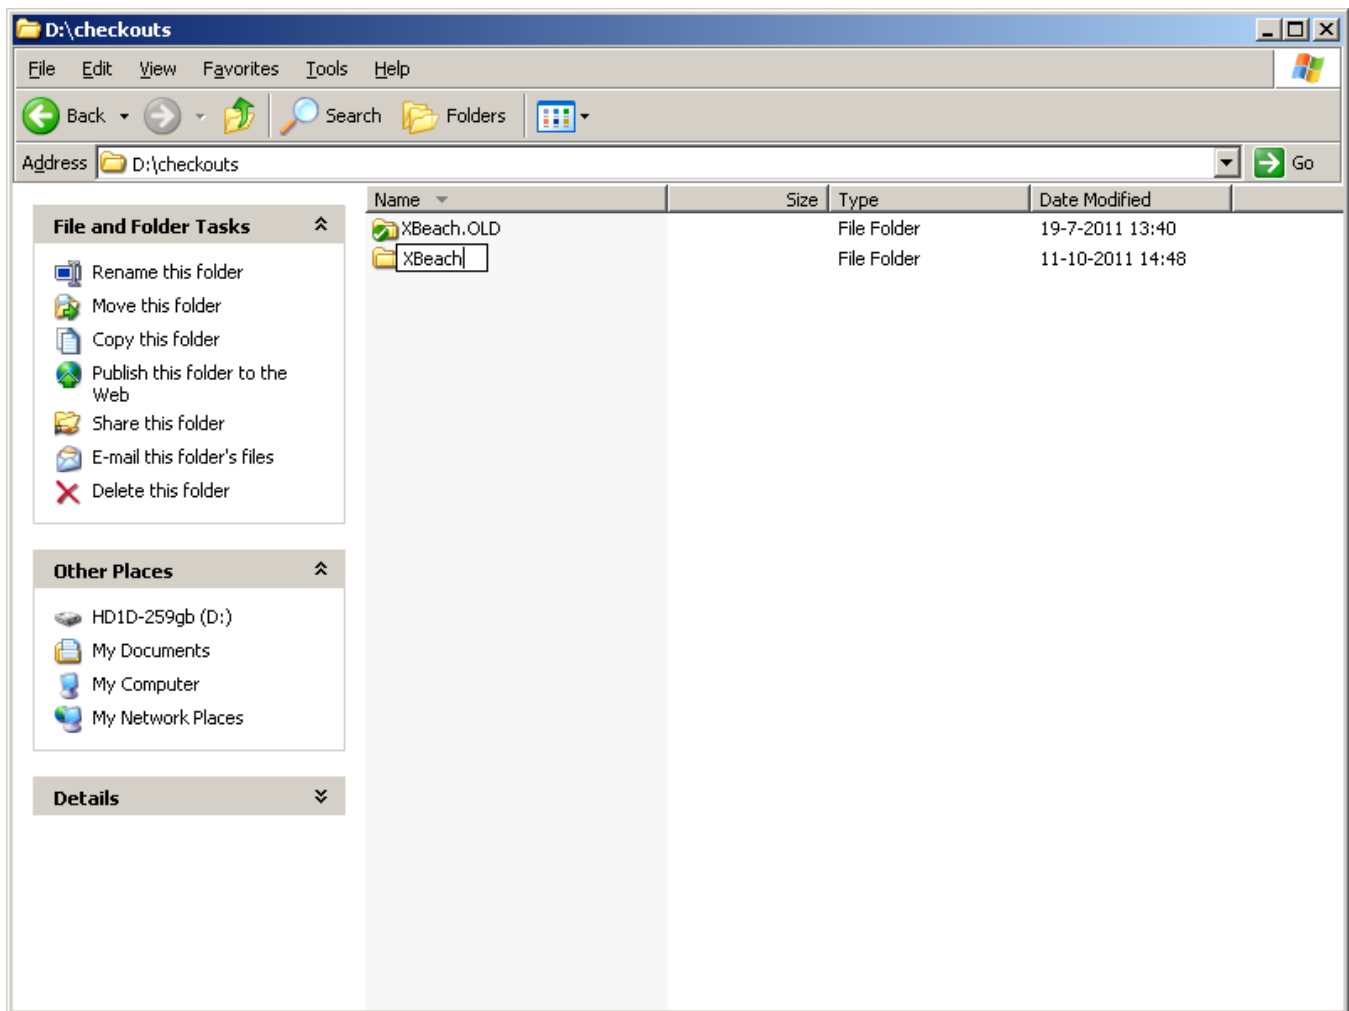 D:\checkouts
File Edit View Favorites Tools Help
Back Search Folders
Address D:\checkouts Go
Name Size Type Date Modified
File and Folder Tasks
XBeach.OLD File Folder 19-7-2011 13:40
XBeach File Folder 11-10-2011 14:48
Rename this folder
Move this folder
Copy this folder
Publish this folder to the
Web
Share this folder
E-mail this folder's files
Delete this folder
Other Places
HD1D-259gb (D:)
My Documents
My Computer
My Network Places
Details